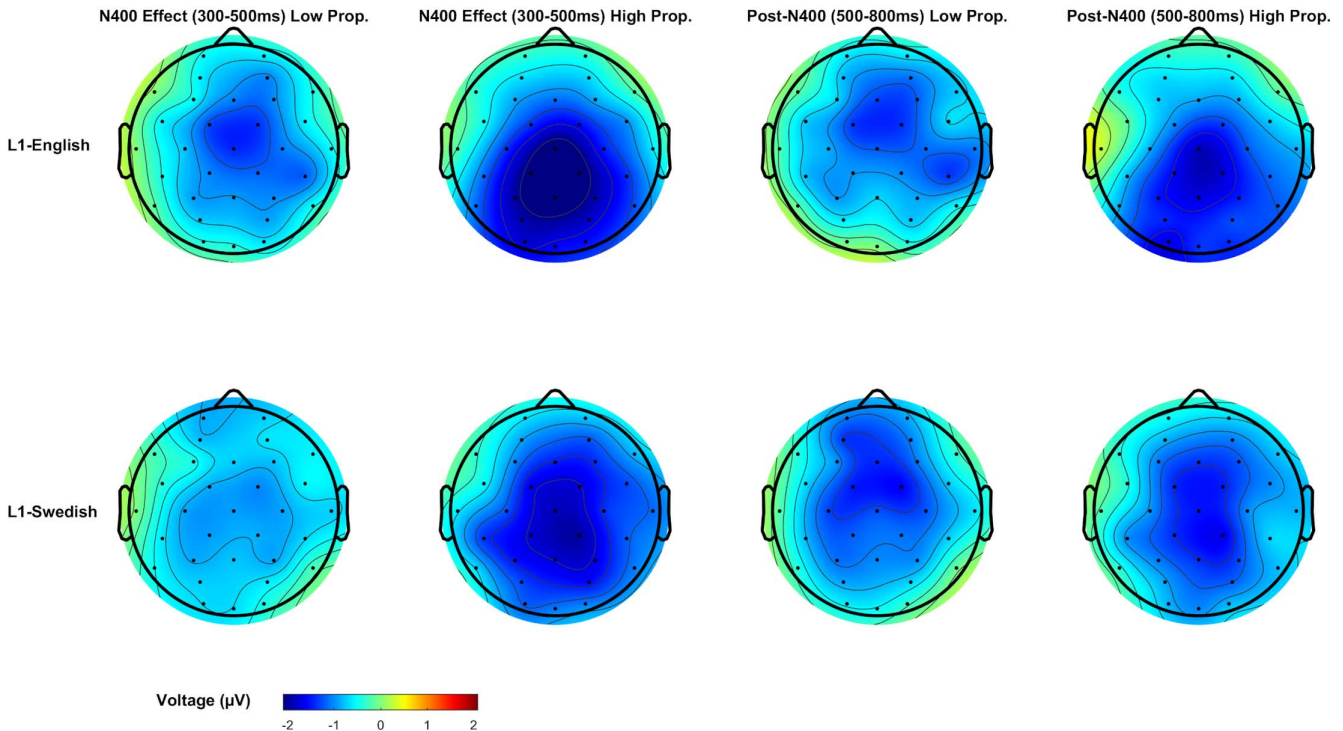 N400 Effect (300-500ms) Low Prop. N400 Effect (300-500ms) High Prop. Post-N400 (500-800ms) Low Prop. Post-N400 (500-800ms) High Prop.
L1-English
L1-Swedish
Voltage (µV)
-2 -1 0 1 2